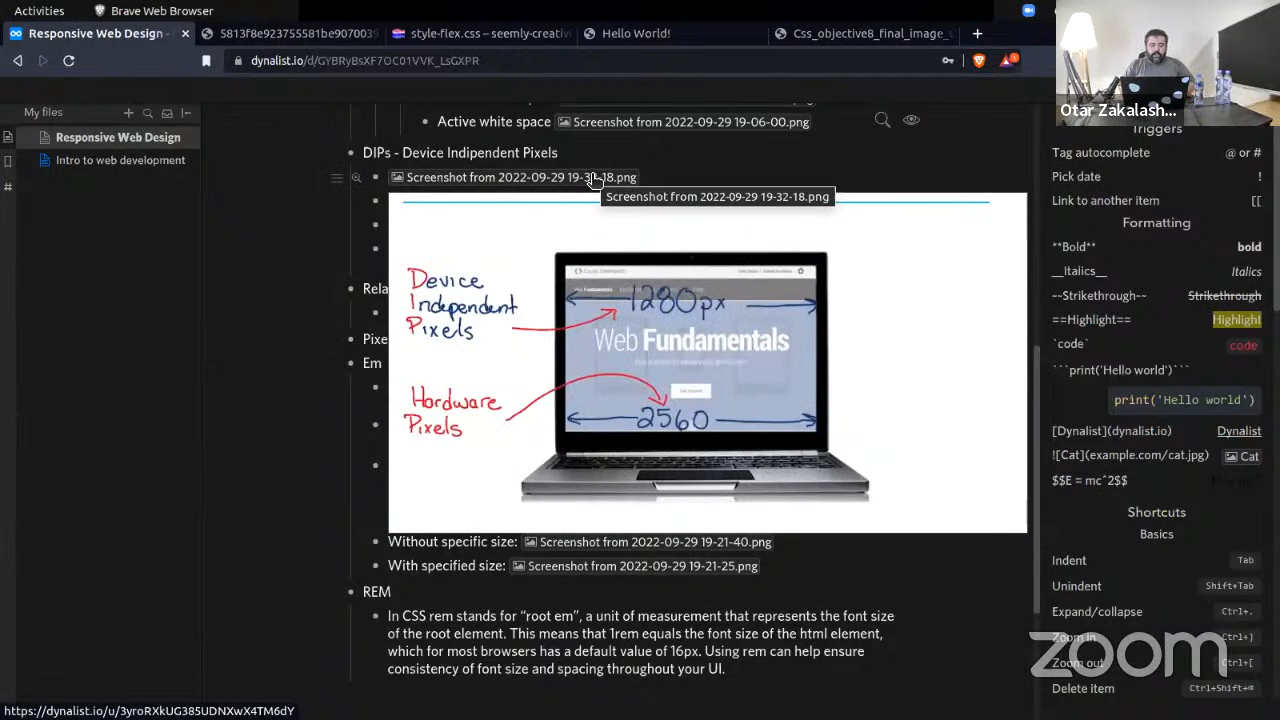 Activities
Brave Web Browser
Responsive Web Design -
5813f8e923755581be9070039
style-flex.css – seemly-creativ
Hello World!
Css_objective8_final_image_
dynalist.io/d/GYBRyBsXF7OC01VVK_LsGXPR
1
Otar Zakalash...
My files
Responsive Web Design
Intro to web development
Active white space Screenshot from 2022-09-29 19-06-00.png
DIPs - Device Indipendent Pixels
Screenshot from 2022-09-29 19-32-18.png
Screenshot from 2022-09-29 19-32-18.png
Device
Independent
Pixels
1280px
Web Fundamentals
Hardware
Pixels
2560
Rela
Pixe
Em
Without specific size: Screenshot from 2022-09-29 19-21-40.png
With specified size: Screenshot from 2022-09-29 19-21-25.png
REM
In CSS rem stands for “root em”, a unit of measurement that represents the font size
of the root element. This means that 1rem equals the font size of the html element,
which for most browsers has a default value of 16px. Using rem can help ensure
consistency of font size and spacing throughout your UI.
Triggers
Tag autocomplete @ or #
Pick date !
Link to another item [[
Formatting
**Bold** bold
__Italics__ Italics
~~Strikethrough~~ Strikethrough
==Highlight== Highlight
`code` code
```print('Hello world')```
print('Hello world')
[Dynalist](dynalist.io) Dynalist
![Cat](example.com/cat.jpg) Cat
$$E = mc^2$$
Shortcuts
Basics
Indent Tab
Unindent Shift+Tab
Expand/collapse Ctrl+.
Zoom in Ctrl+]
Zoom out Ctrl+[
Delete item Ctrl+Shift+⌫
zoom
https://dynalist.io/u/3yroRXkUG385UDNXwX4TM6dY